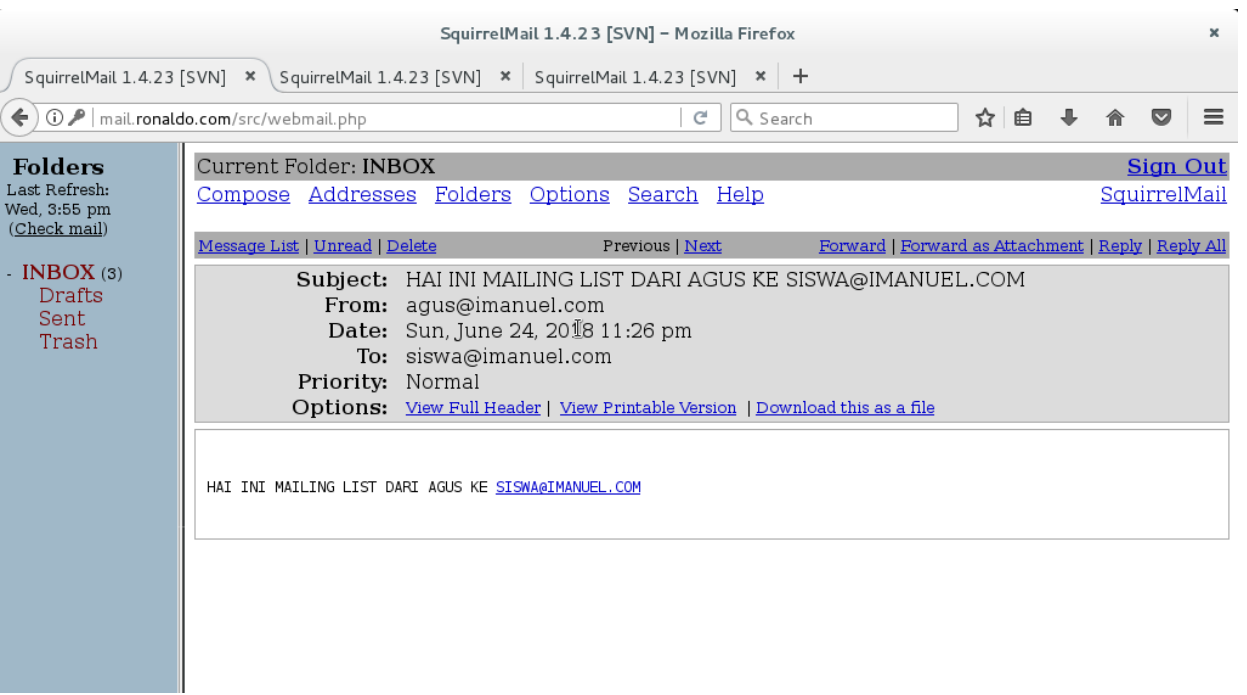 SquirrelMail 1.4.23 [SVN] – Mozilla Firefox ×
SquirrelMail 1.4.23 [SVN] × SquirrelMail 1.4.23 [SVN] × SquirrelMail 1.4.23 [SVN] × +
mail.ronaldo.com/src/webmail.php Search
Folders
Last Refresh:
Wed, 3:55 pm
(Check mail)
- INBOX (3)
Drafts
Sent
Trash
Current Folder: INBOX Sign Out
Compose Addresses Folders Options Search Help SquirrelMail
Message List | Unread | Delete Previous | Next Forward | Forward as Attachment | Reply | Reply All
Subject: HAI INI MAILING LIST DARI AGUS KE SISWA@IMANUEL.COM
From: agus@imanuel.com
Date: Sun, June 24, 2018 11:26 pm
To: siswa@imanuel.com
Priority: Normal
Options: View Full Header | View Printable Version | Download this as a file
HAI INI MAILING LIST DARI AGUS KE SISWA@IMANUEL.COM